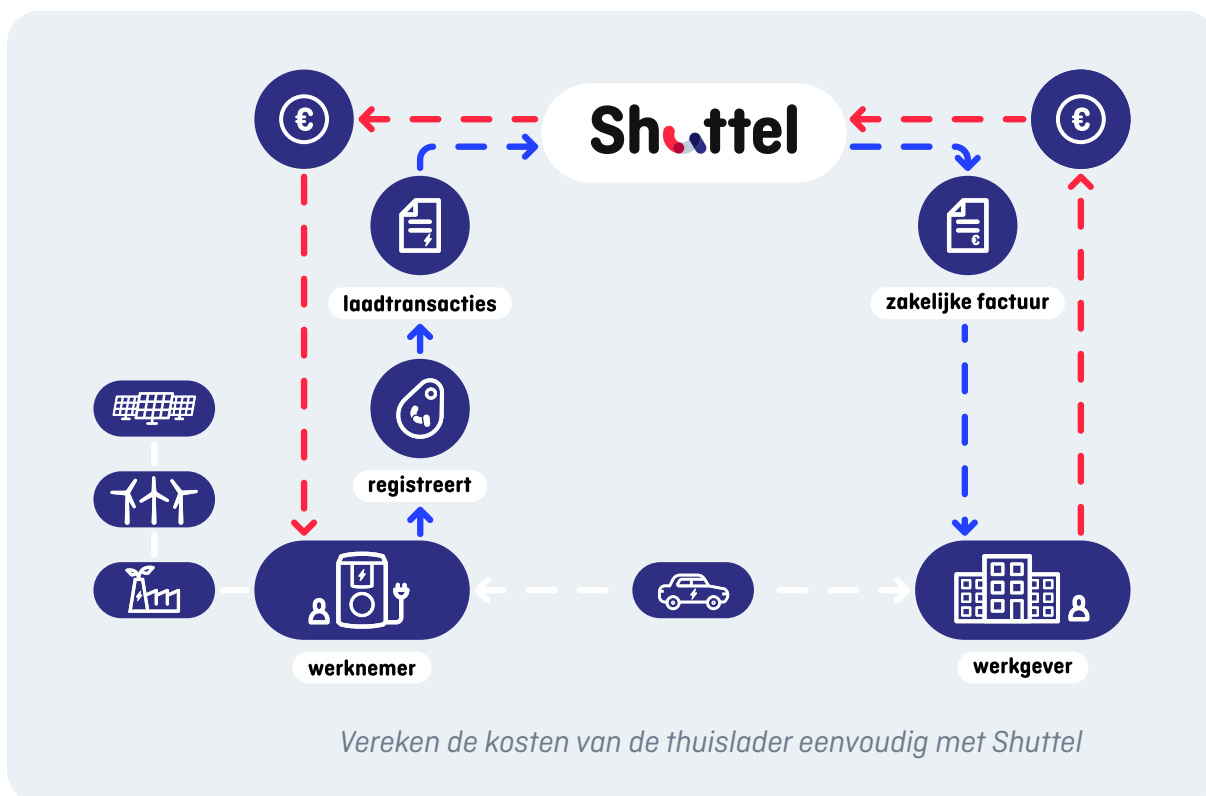 €
Shuttel
€
€
laadtransacties
zakelijke factuur
registreert
werknemer
werkgever
Vereken de kosten van de thuislader eenvoudig met Shuttel